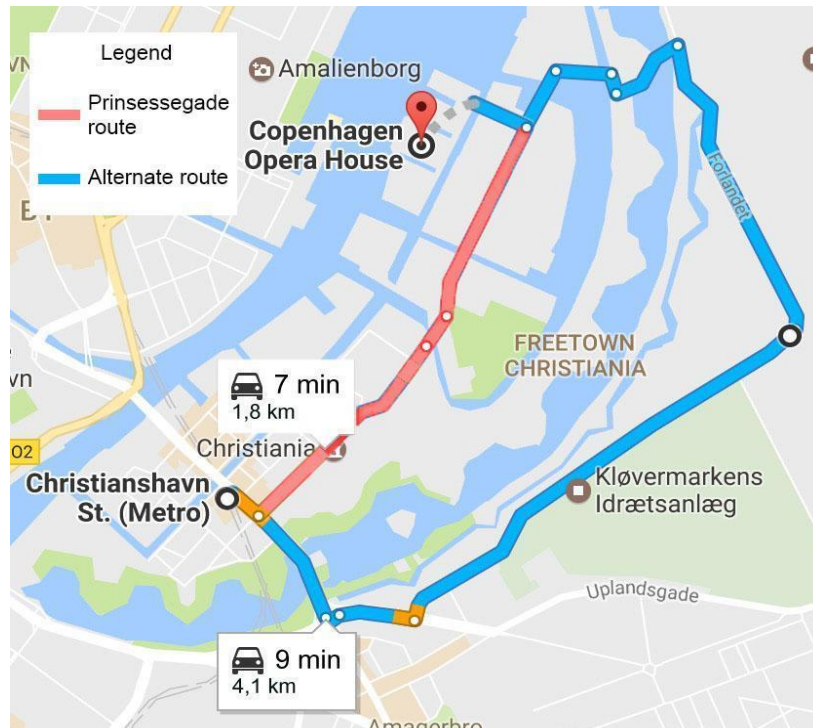 Legend
Prinsessegade
route
Alternate route
Amalienborg
Copenhagen
Opera House
Forlandet
FREETOWN
CHRISTIANIA
7 min
1,8 km
Christiania
O2
Christianshavn
St. (Metro)
Kløvermarkens
Idrætsanlæg
Uplandsgade
9 min
4,1 km
Amagerbro